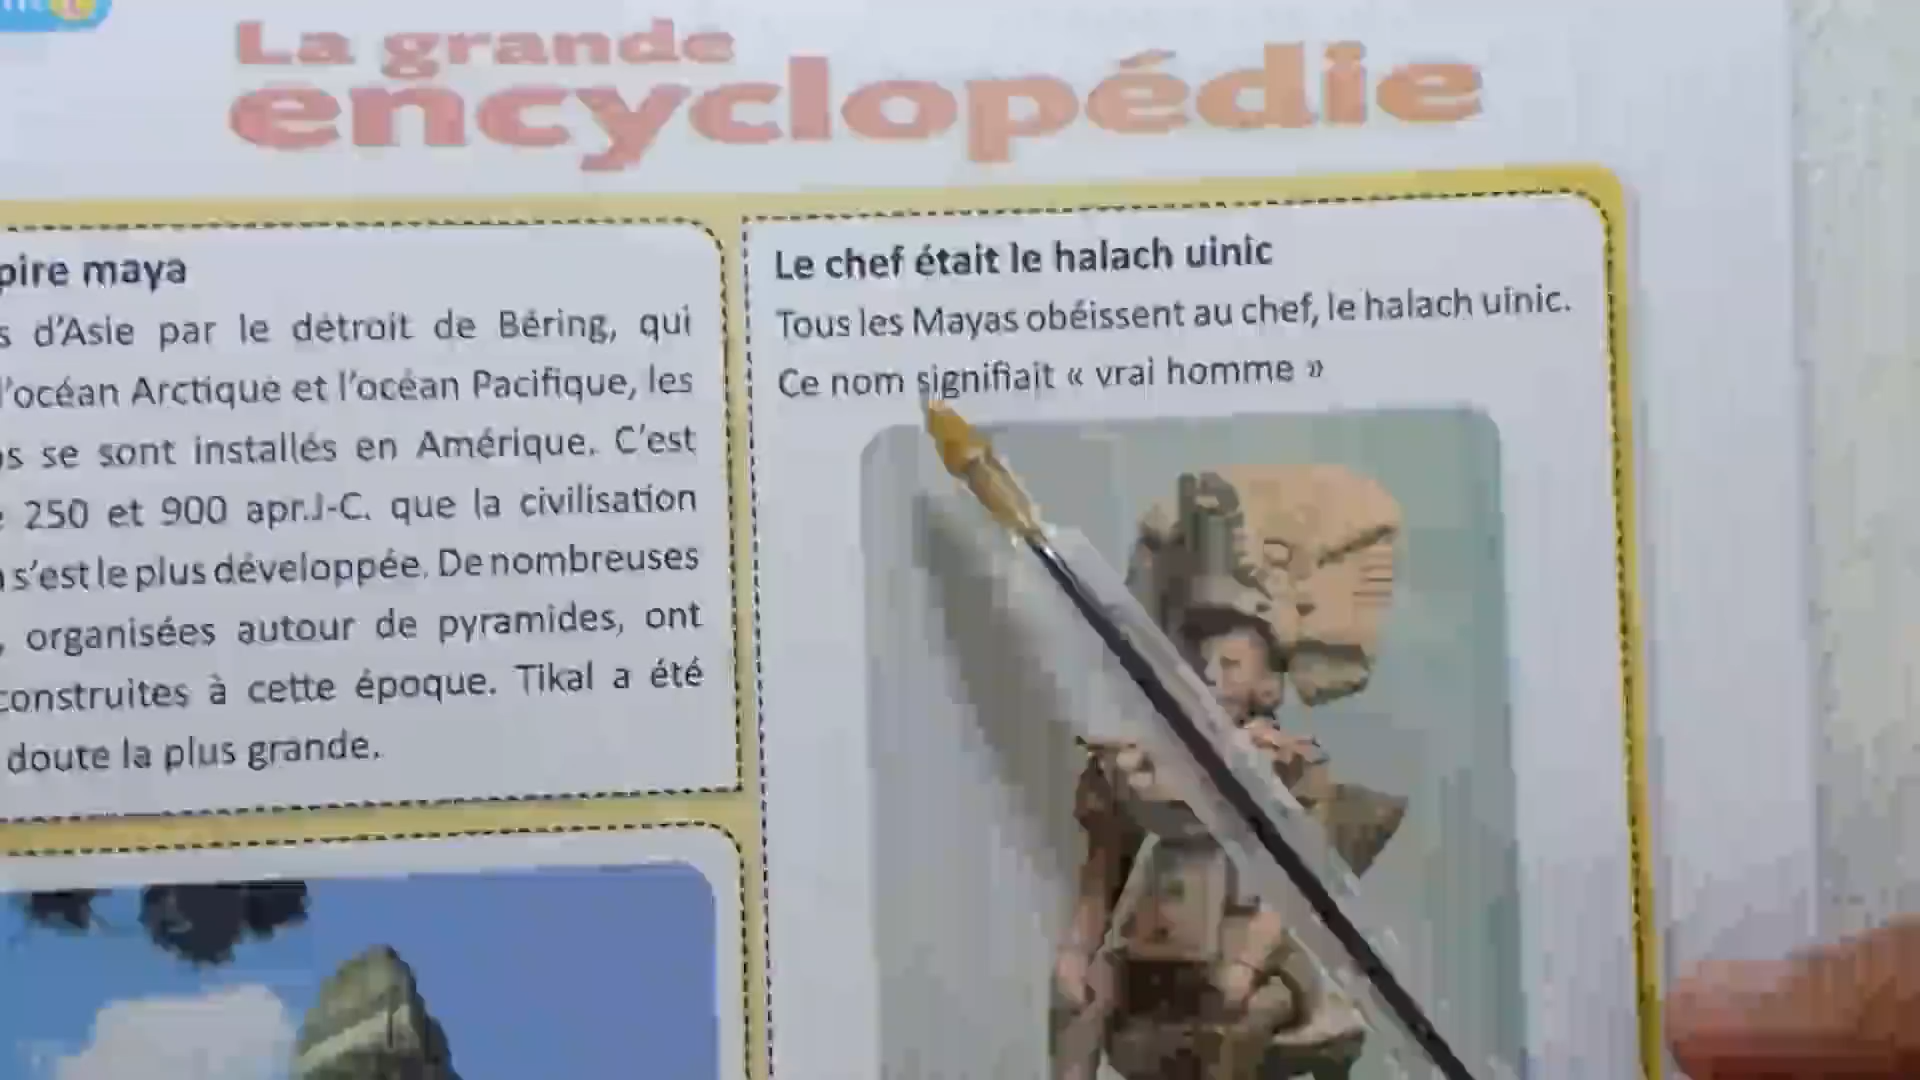 La grande
encyclopédie
pire maya
s d'Asie par le détroit de Béring, qui
l'océan Arctique et l'océan Pacifique, les
s se sont installés en Amérique. C'est
250 et 900 apr.J-C. que la civilisation
s'est le plus développée. De nombreuses
, organisées autour de pyramides, ont
construites à cette époque. Tikal a été
doute la plus grande.
Le chef était le halach uinic
Tous les Mayas obéissent au chef, le halach uinic.
Ce nom signifiait « vrai homme »